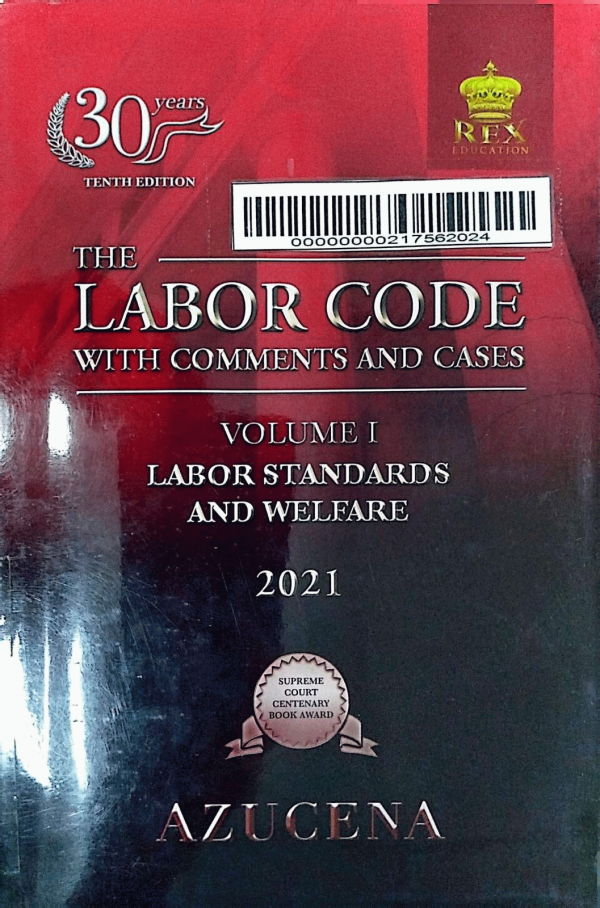 30 years
TENTH EDITION
REX
EDUCATION
00000000217562024
THE
LABOR CODE
WITH COMMENTS AND CASES
VOLUME I
LABOR STANDARDS
AND WELFARE
2021
SUPREME
COURT
CENTENARY
BOOK AWARD
AZUCENA